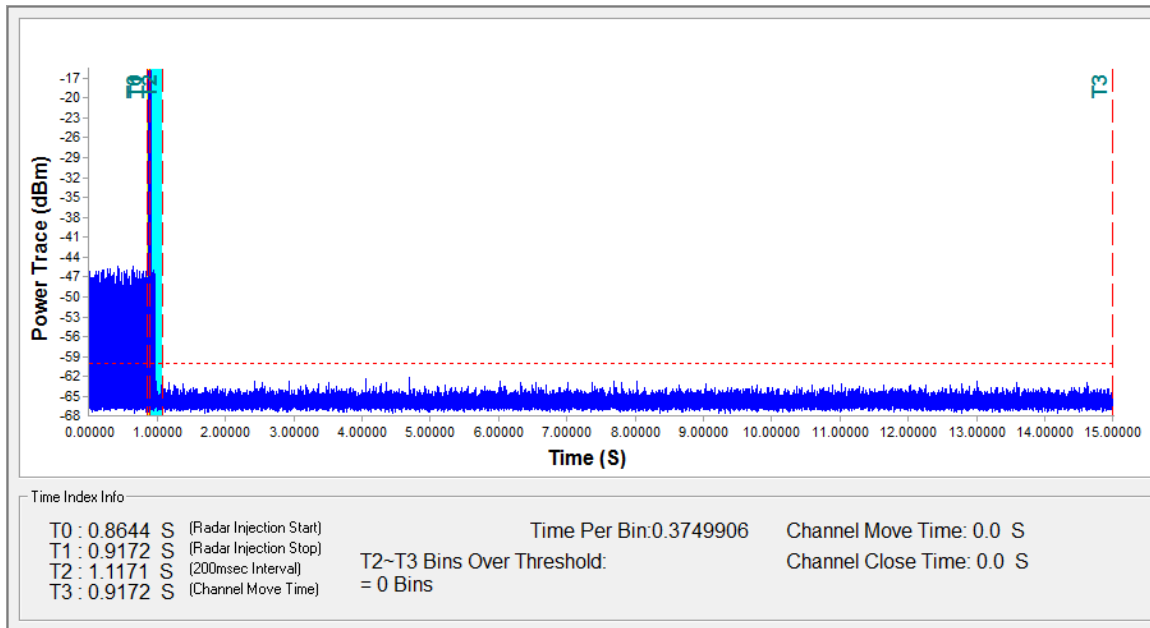 T0
T2
T3
-17
-20
-23
-26
-29
-32
-35
-38
-41
-44
-47
-50
-53
-56
-59
-62
-65
-68
Power Trace (dBm)
0.00000 1.00000 2.00000 3.00000 4.00000 5.00000 6.00000 7.00000 8.00000 9.00000 10.00000 11.00000 12.00000 13.00000 14.00000 15.00000
Time (S)
Time Index Info
T0 : 0.8644 S (Radar Injection Start)
T1 : 0.9172 S (Radar Injection Stop)
T2 : 1.1171 S (200msec Interval)
T3 : 0.9172 S (Channel Move Time)
Time Per Bin:0.3749906
T2~T3 Bins Over Threshold:
= 0 Bins
Channel Move Time: 0.0 S
Channel Close Time: 0.0 S